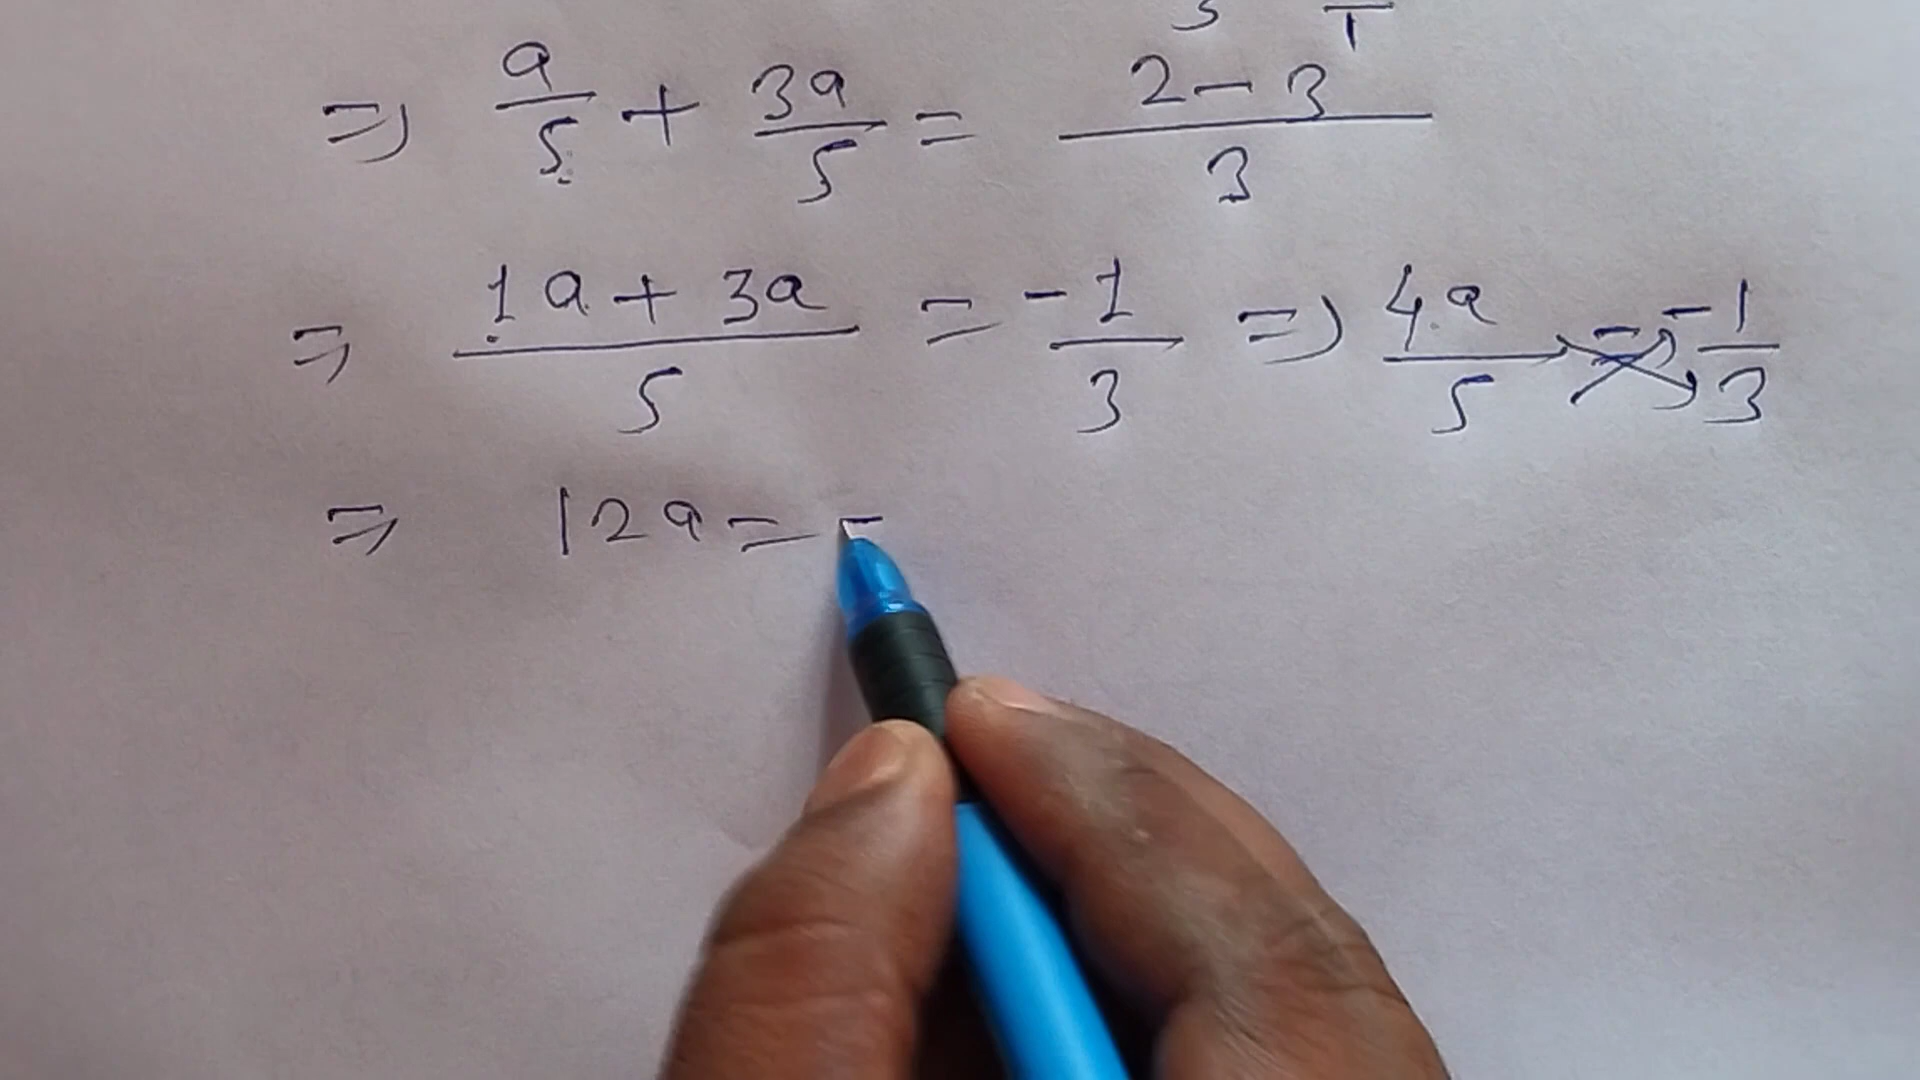 => a/5 + 3a/5 = 2-3/3
=> 1a + 3a/5 = -1/3 => 4a/5 = -1/3
=> 12a = -